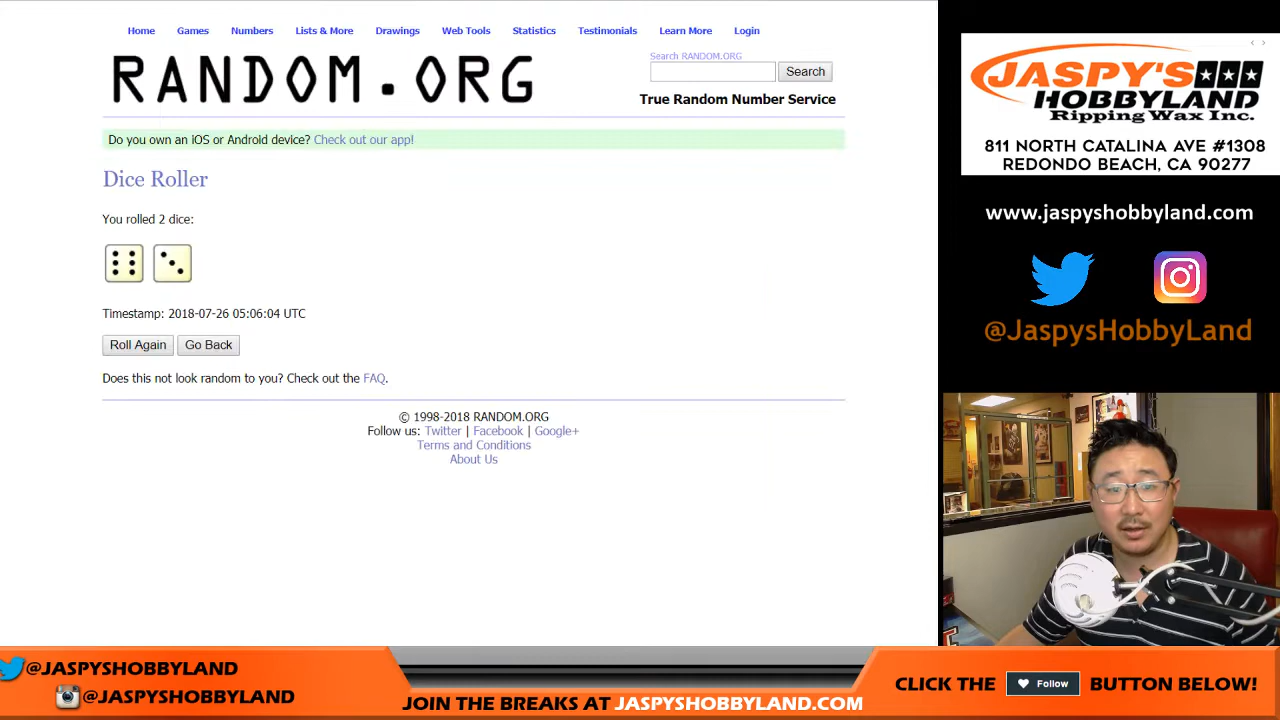 Home Games Numbers Lists & More Drawings Web Tools Statistics Testimonials Learn More Login
RANDOM.ORG
Search RANDOM.ORG
Search
True Random Number Service
Do you own an iOS or Android device? Check out our app!
Dice Roller
You rolled 2 dice:
Timestamp: 2018-07-26 05:06:04 UTC
Roll Again Go Back
Does this not look random to you? Check out the FAQ.
© 1998-2018 RANDOM.ORG
Follow us: Twitter | Facebook | Google+
Terms and Conditions
About Us
JASPY'S
HOBBYLAND
Ripping Wax Inc.
811 NORTH CATALINA AVE #1308
REDONDO BEACH, CA 90277
www.jaspyshobbyland.com
@JaspysHobbyLand
@JASPYSHOBBYLAND
@JASPYSHOBBYLAND
JOIN THE BREAKS AT JASPYSHOBBYLAND.COM
CLICK THE Follow BUTTON BELOW!